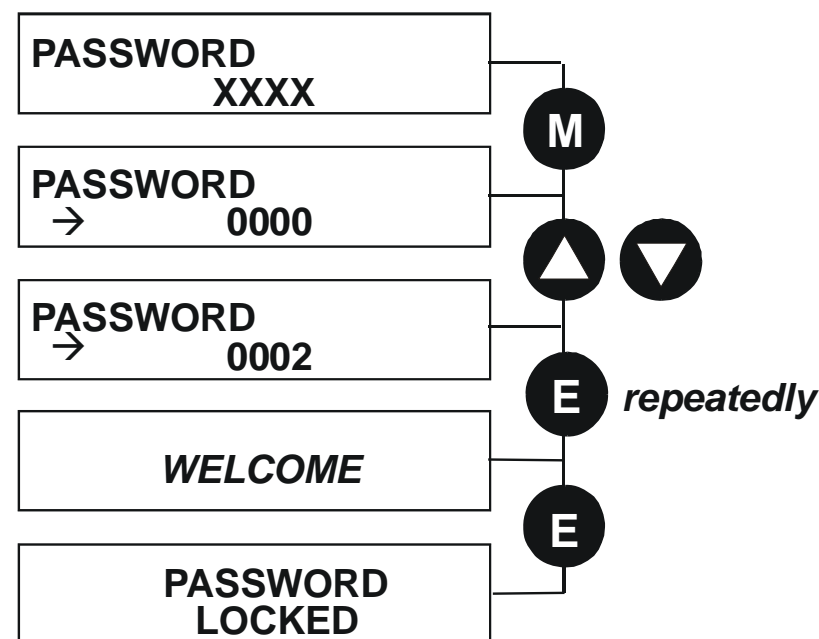 PASSWORD
XXXX
M
PASSWORD
→ 0000
PASSWORD
→ 0002
E repeatedly
WELCOME
E
PASSWORD
LOCKED